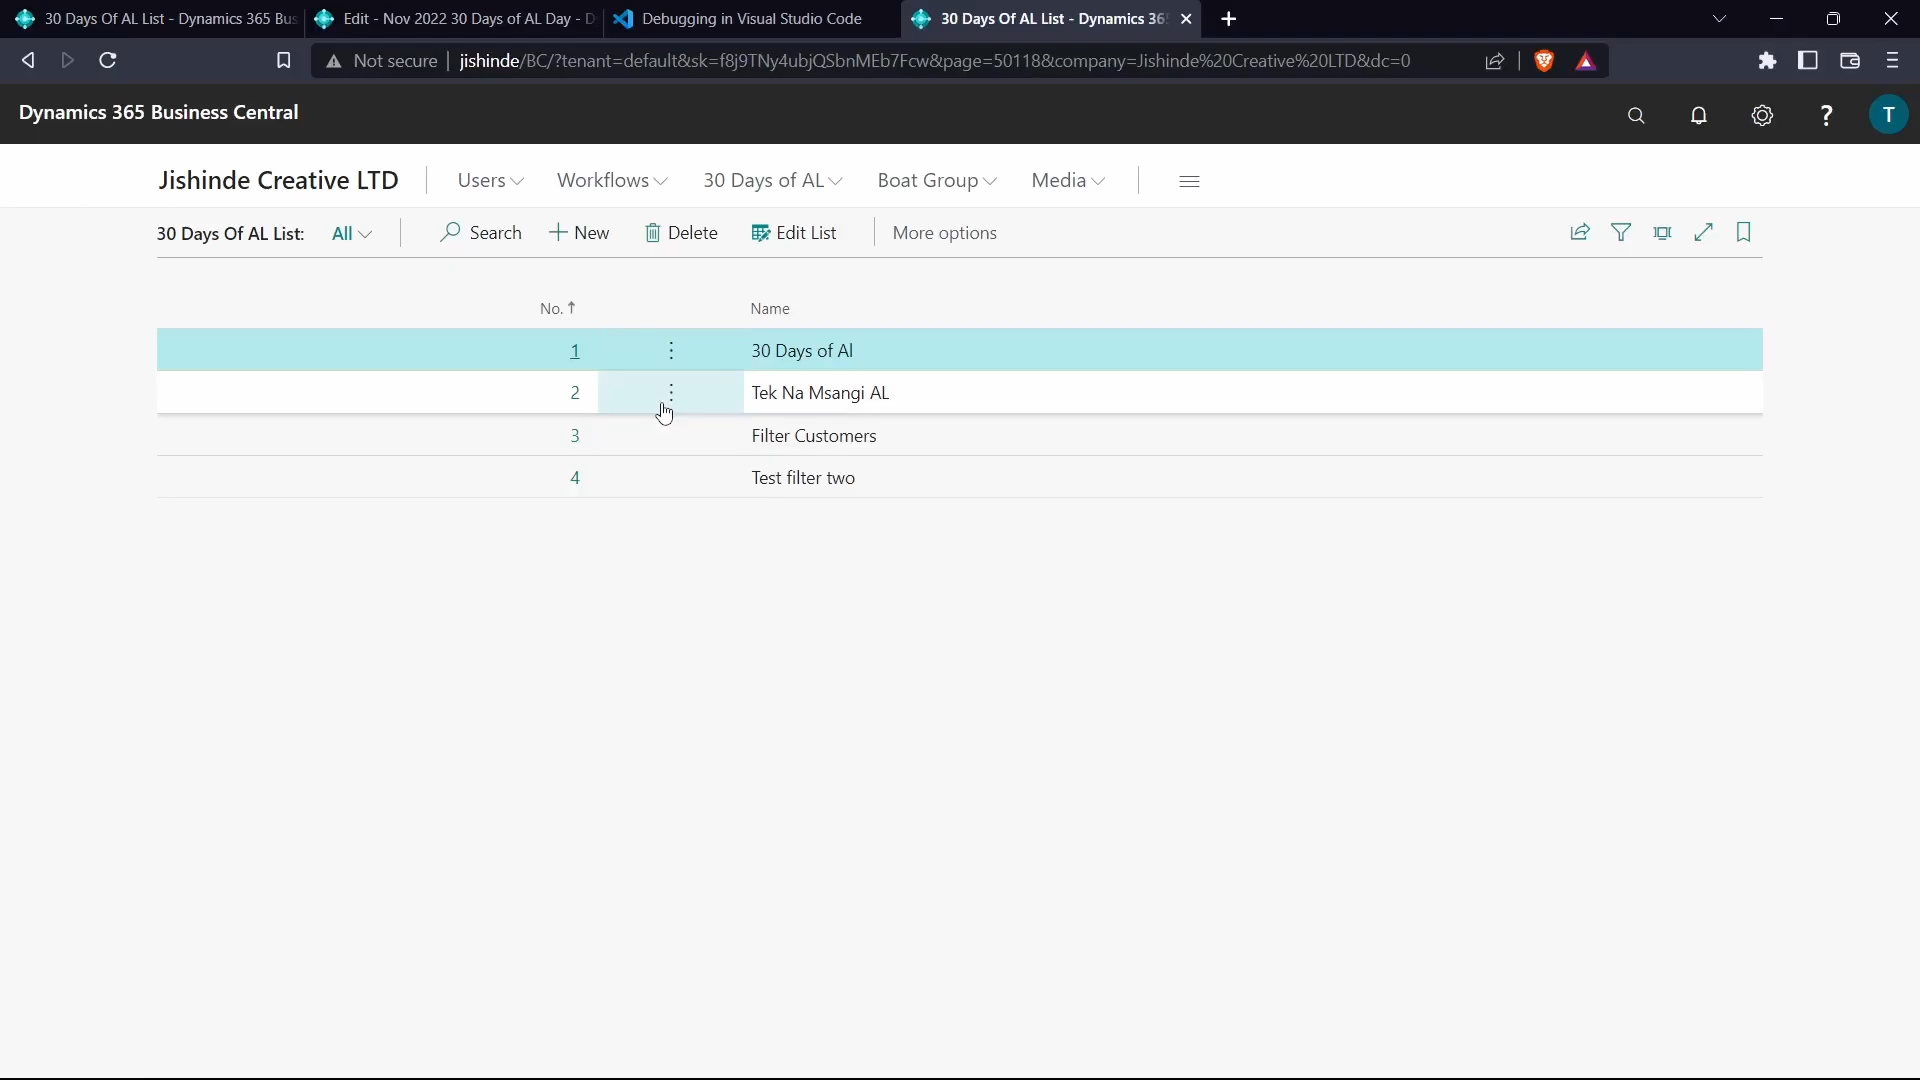 30 Days Of AL List - Dynamics 365 Bus
Edit - Nov 2022 30 Days of AL Day - D
Debugging in Visual Studio Code
30 Days Of AL List - Dynamics 365
Not secure
jishinde/BC/?tenant=default&sk=f8j9TNy4ubjQSbnMEb7Fcw&page=50118&company=Jishinde%20Creative%20LTD&dc=0
Dynamics 365 Business Central
?
T
Jishinde Creative LTD
Users
Workflows
30 Days of AL
Boat Group
Media
30 Days Of AL List:
All
Search
New
Delete
Edit List
More options
No.↑
Name
1
30 Days of Al
2
Tek Na Msangi AL
3
Filter Customers
4
Test filter two